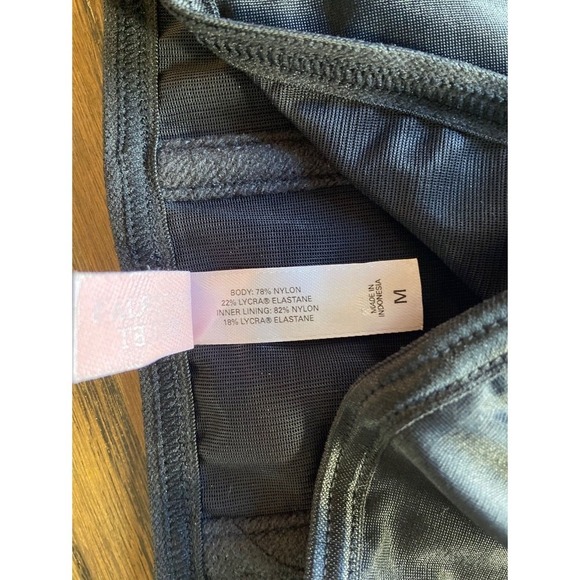 BODY: 78% NYLON
22% LYCRA® ELASTANE
INNER LINING: 82% NYLON
18% LYCRA® ELASTANE
MADE IN
INDONESIA
M